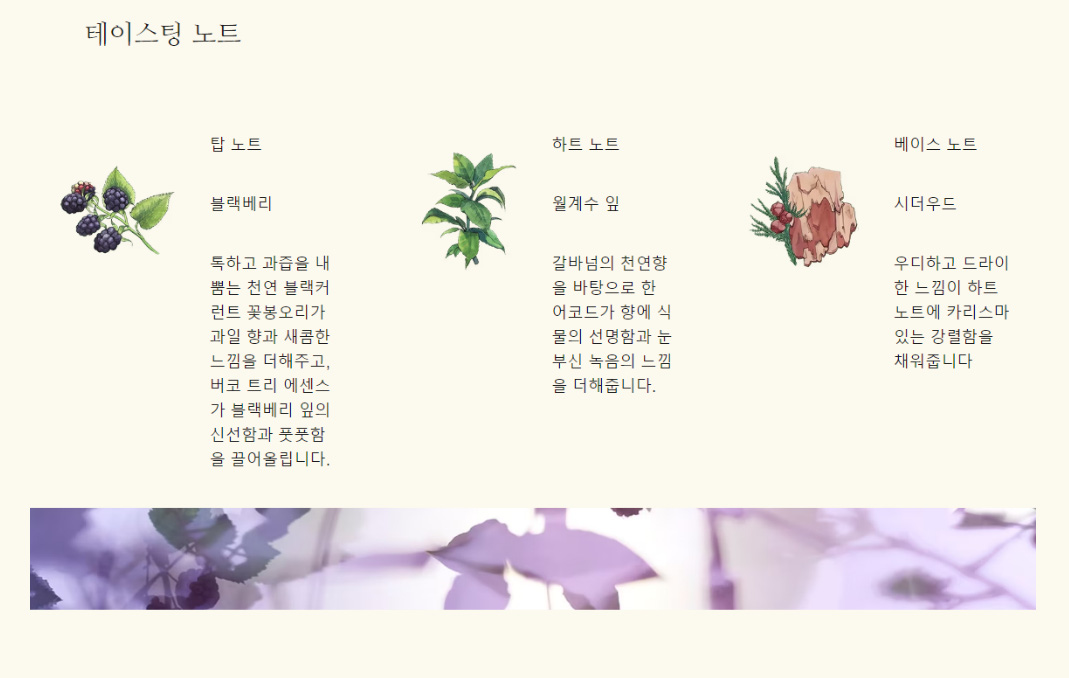 테이스팅 노트
탑 노트
블랙베리
톡하고 과즙을 내
뿜는 천연 블랙커
런트 꽃봉오리가
과일 향과 새콤한
느낌을 더해주고,
버코 트리 에센스
가 블랙베리 잎의
신선함과 풋풋함
을 끌어올립니다.
하트 노트
월계수 잎
갈바넘의 천연향
을 바탕으로 한
어코드가 향에 식
물의 선명함과 눈
부신 녹음의 느낌
을 더해줍니다.
베이스 노트
시더우드
우디하고 드라이
한 느낌이 하트
노트에 카리스마
있는 강렬함을
채워줍니다